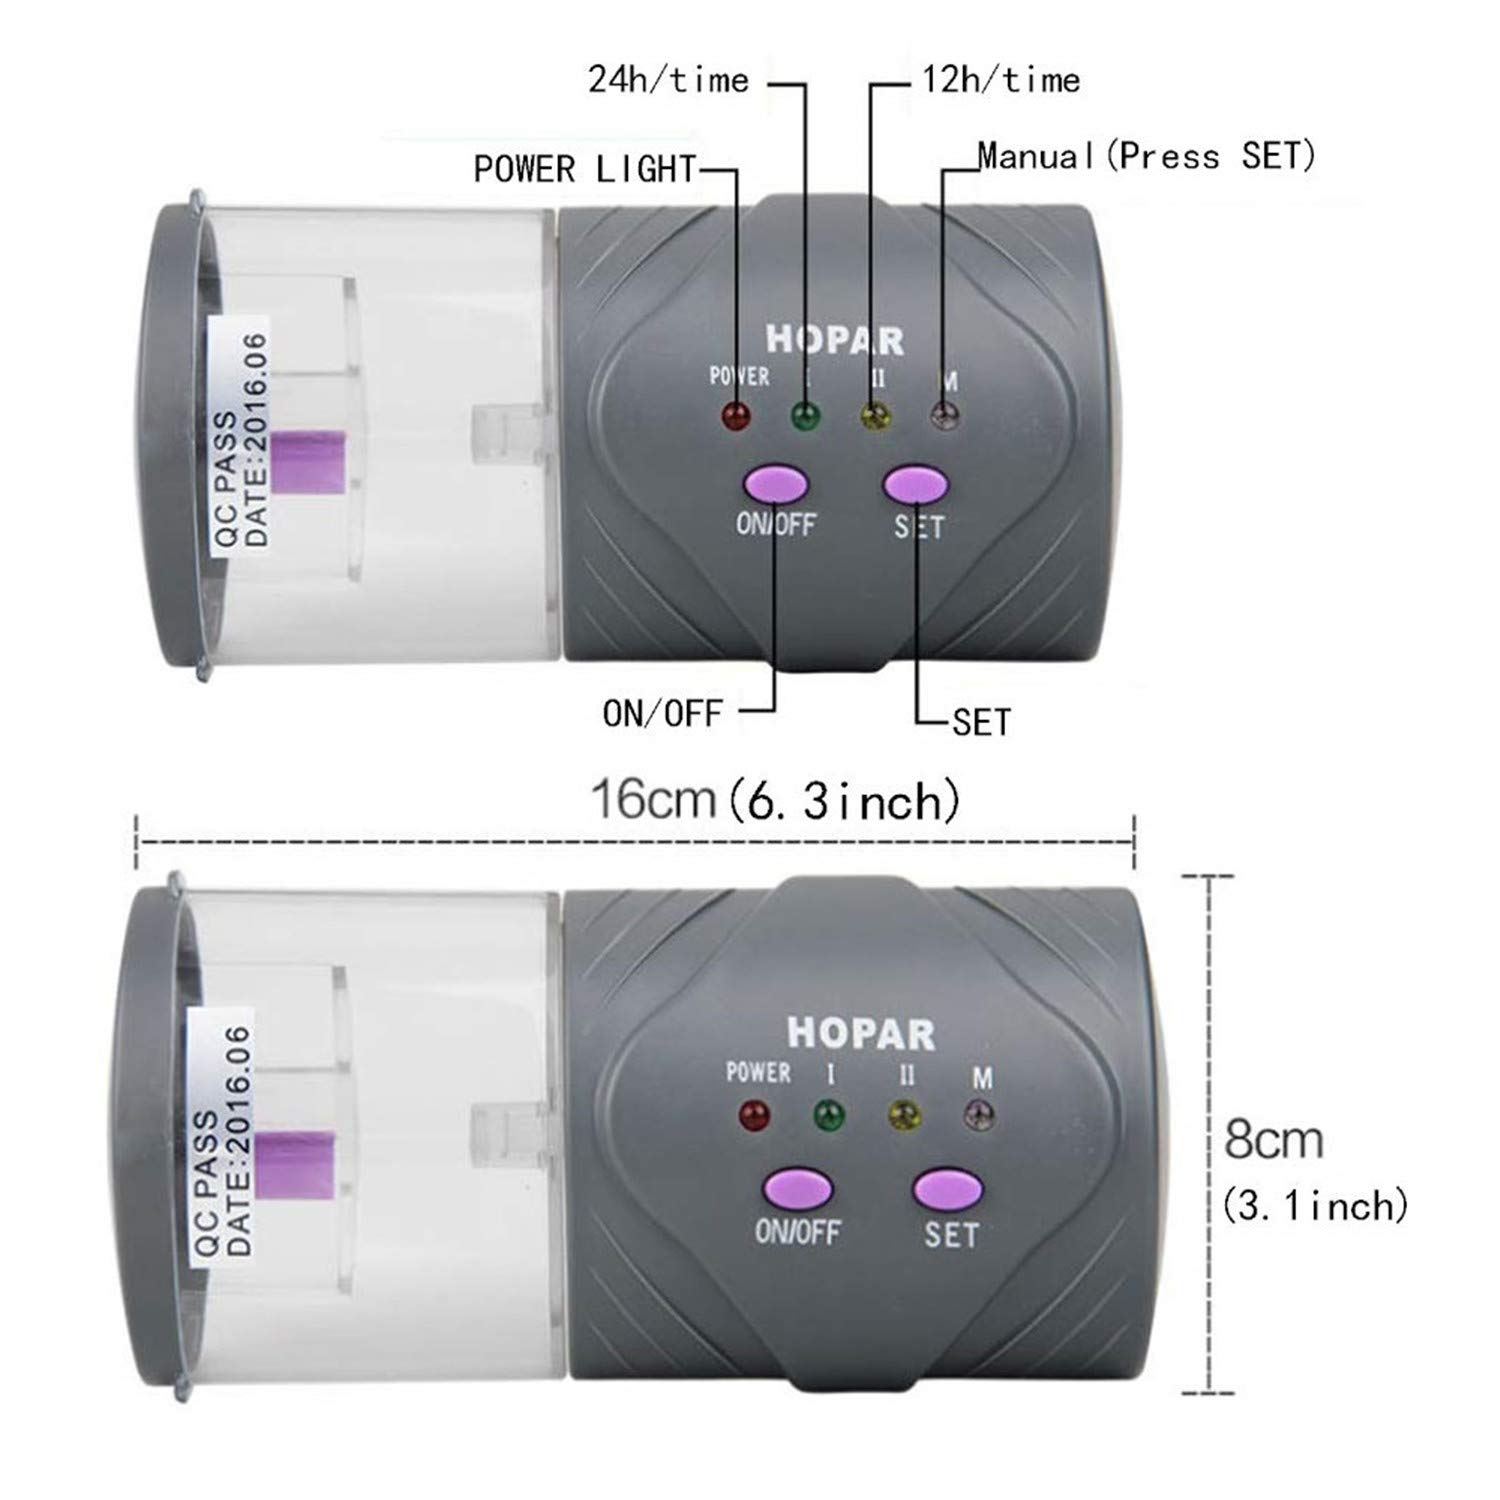 24h/time
12h/time
POWER LIGHT
Manual(Press SET)
HOPAR
POWER I II M
ON/OFF SET
QC PASS
DATE:2016.06
ON/OFF
SET
16cm(6.3inch)
HOPAR
POWER I II M
ON/OFF SET
QC PASS
DATE:2016.06
8cm
(3.1inch)